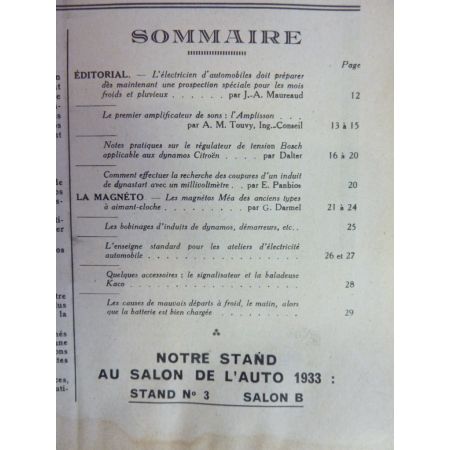 SOMMAIRE
Page
ÉDITORIAL. — L'électricien d'automobiles doit préparer
dès maintenant une prospection spéciale pour les mois
froids et pluvieux . . . . . . par J.-A. Maureaud 12
Le premier amplificateur de sons : l'Amplisson . . .
par A. M. Touvy, Ing.-Conseil 13 à 15
Notes pratiques sur le régulateur de tension Bosch
applicable aux dynamos Citroën . . . par Dalter 16 à 20
Comment effectuer la recherche des coupures d'un induit
de dynastart avec un millivoltmètre . . par E. Panbios 20
LA MAGNÉTO. — Les magnétos Méa des anciens types
à aimant-cloche . . . . . . . . par G. Darmel 21 à 24
Les bobinages d'induits de dynamos, démarreurs, etc. . 25
L'enseigne standard pour les ateliers d'électricité
automobile . . . . . . . . . . . . 26 et 27
Quelques accessoires : le signalisateur et la baladeuse
Kaco . . . . . . . . . . . . . 28
Les causes de mauvais départs à froid, le matin, alors
que la batterie est bien chargée . . . . . . . . 29
NOTRE STAND
AU SALON DE L'AUTO 1933 :
STAND N° 3 SALON B